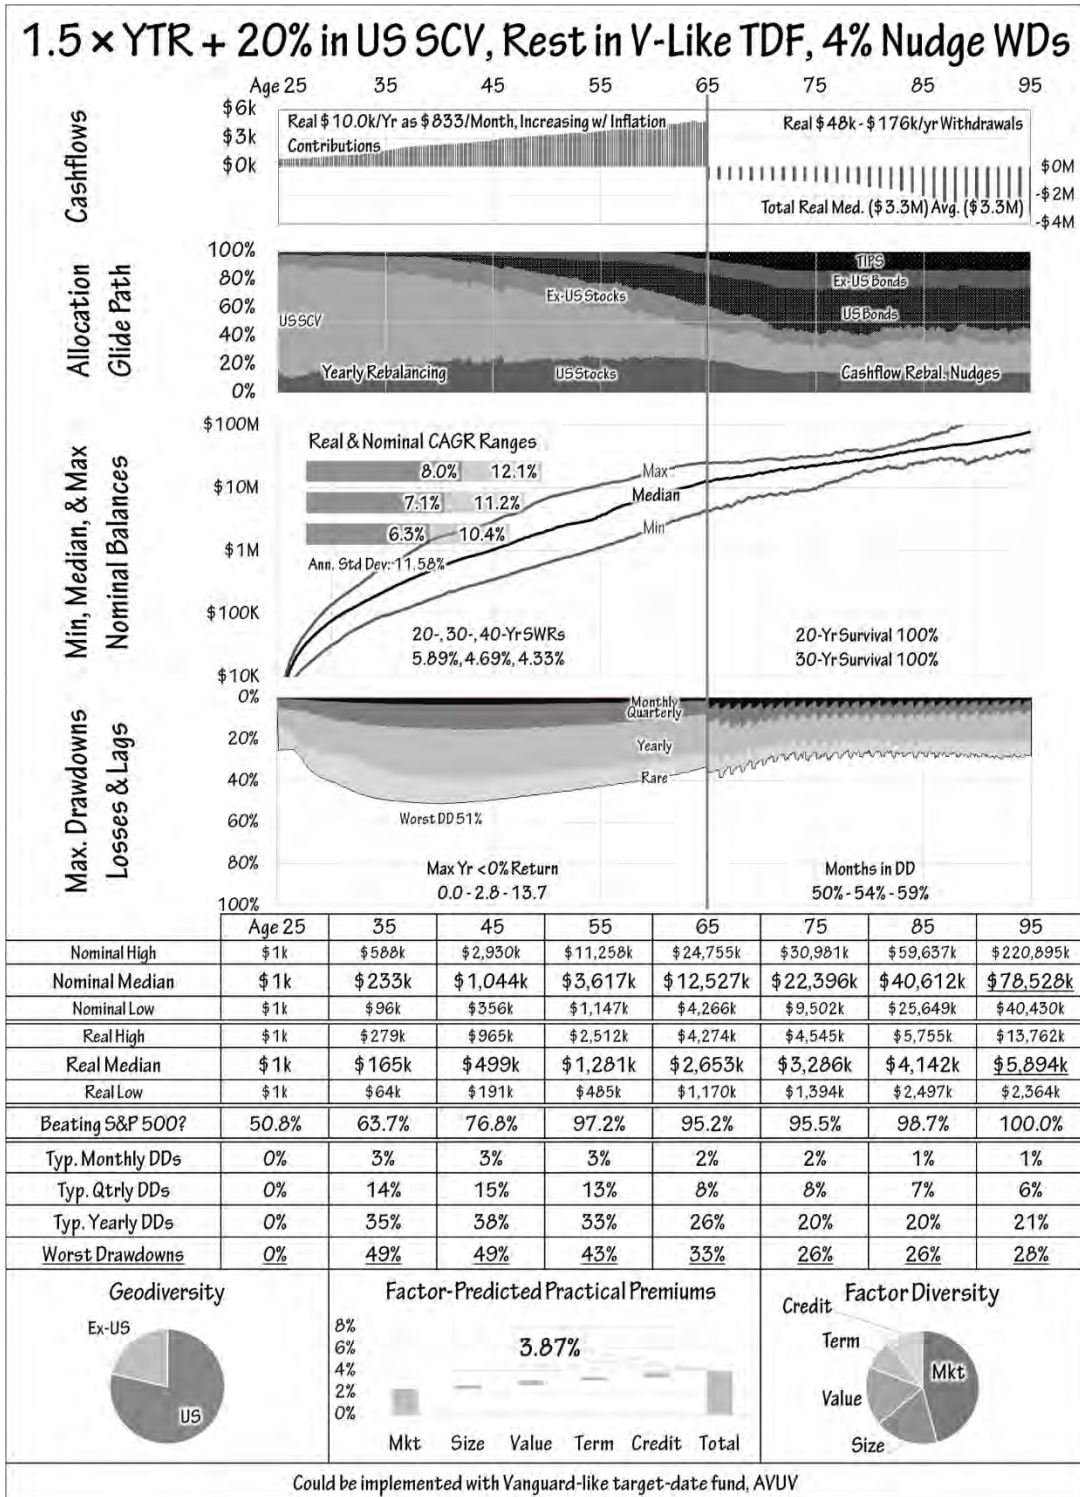 1.5 × YTR + 20% in US SCV, Rest in V-Like TDF, 4% Nudge WDs
Age 25 35 45 55 65 75 85 95
Cashflows
$6k
$3k
$0k
Real $10.0k/Yr as $833/Month, Increasing w/ Inflation
Contributions
Real $48k - $176k/yr Withdrawals
Total Real Med. ($3.3M) Avg. ($3.3M)
$0M
-$2M
-$4M
Allocation
Glide Path
100%
80%
60%
40%
20%
0%
TIPS
Ex-US Bonds
Ex-US Stocks
US Bonds
US SCV
Yearly Rebalancing
US Stocks
Cashflow Rebal. Nudges
Min, Median, & Max
Nominal Balances
$100M
$10M
$1M
$100K
$10K
Real & Nominal CAGR Ranges
8.0% 12.1%
7.1% 11.2%
6.3% 10.4%
Ann. Std Dev: 11.58%
Max
Median
Min
20-, 30-, 40-Yr SWRs
5.89%, 4.69%, 4.33%
20-Yr Survival 100%
30-Yr Survival 100%
Max. Drawdowns
Losses & Lags
0%
20%
40%
60%
80%
100%
Monthly
Quarterly
Yearly
Rare
Worst DD 51%
Max Yr <0% Return
0.0 - 2.8 - 13.7
Months in DD
50% - 54% - 59%
Age 25 35 45 55 65 75 85 95
Nominal High $1k $588k $2,930k $11,258k $24,755k $30,981k $59,637k $220,895k
Nominal Median $1k $233k $1,044k $3,617k $12,527k $22,396k $40,612k $78,528k
Nominal Low $1k $96k $356k $1,147k $4,266k $9,502k $25,649k $40,430k
Real High $1k $279k $965k $2,512k $4,274k $4,545k $5,755k $13,762k
Real Median $1k $165k $499k $1,281k $2,653k $3,286k $4,142k $5,894k
Real Low $1k $64k $191k $485k $1,170k $1,394k $2,497k $2,364k
Beating S&P 500? 50.8% 63.7% 76.8% 97.2% 95.2% 95.5% 98.7% 100.0%
Typ. Monthly DDs 0% 3% 3% 3% 2% 2% 1% 1%
Typ. Qtrly DDs 0% 14% 15% 13% 8% 8% 7% 6%
Typ. Yearly DDs 0% 35% 38% 33% 26% 20% 20% 21%
Worst Drawdowns 0% 49% 49% 43% 33% 26% 26% 28%
Geodiversity
Ex-US
US
Factor-Predicted Practical Premiums
8%
6%
4%
2%
0%
3.87%
Mkt Size Value Term Credit Total
Factor Diversity
Credit
Term
Mkt
Value
Size
Could be implemented with Vanguard-like target-date fund, AVUV